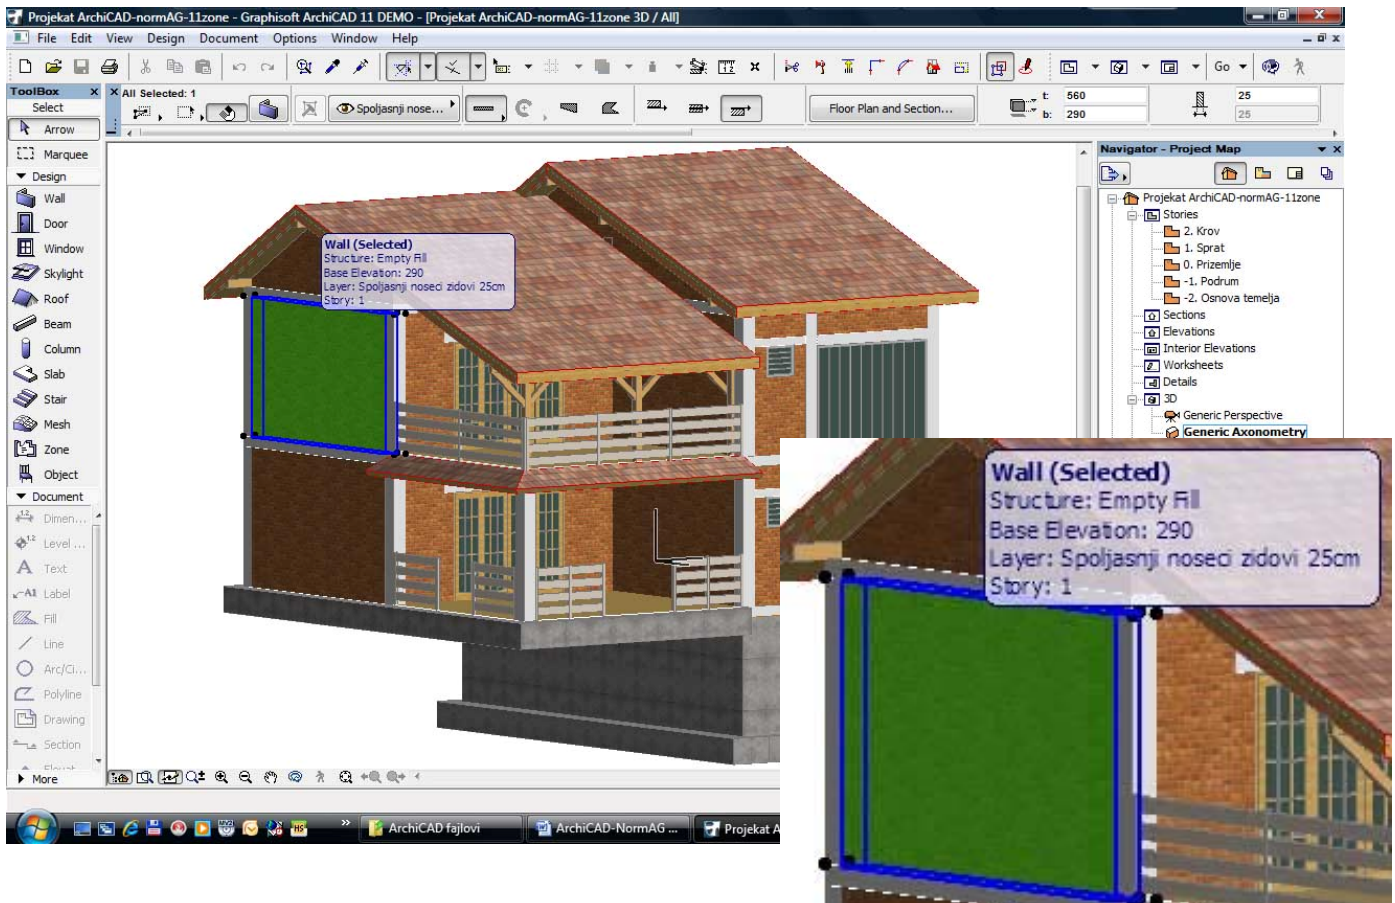 Projekat ArchiCAD-normAG-11zone - Graphisoft ArchiCAD 11 DEMO - [Projekat ArchiCAD-normAG-11zone 3D / All]
File Edit View Design Document Options Window Help
Go
ToolBox
Select
Arrow
Marquee
Design
Wall
Door
Window
Skylight
Roof
Beam
Column
Slab
Stair
Mesh
Zone
Object
Document
Dimen...
Level ...
Text
Label
Fill
Line
Arc/Ci...
Polyline
Drawing
Section
More
All Selected: 1
Spoljasnji nose...
Floor Plan and Section...
t: 560
b: 290
25
25
Wall (Selected)
Structure: Empty Fill
Base Elevation: 290
Layer: Spoljasnji noseci zidovi 25cm
Story: 1
Navigator - Project Map
Projekat ArchiCAD-normAG-11zone
Stories
2. Krov
1. Sprat
0. Prizemlje
-1. Podrum
-2. Osnova temelja
Sections
Elevations
Interior Elevations
Worksheets
Details
3D
Generic Perspective
Generic Axonometry
Wall (Selected)
Structure: Empty Fill
Base Elevation: 290
Layer: Spoljasnji noseci zidovi 25cm
Story: 1
ArchiCAD fajlovi
ArchiCAD-NormAG ...
Projekat A